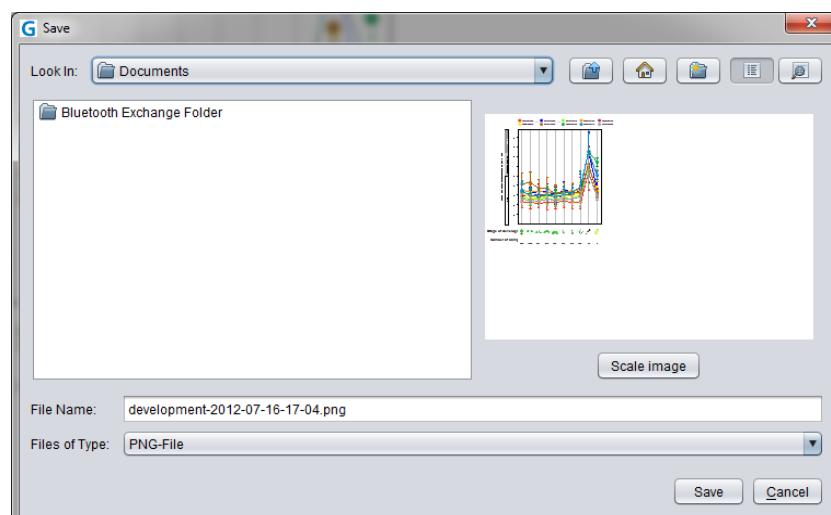 G Save
Look In: Documents
Bluetooth Exchange Folder
Scale image
File Name: development-2012-07-16-17-04.png
Files of Type: PNG-File
Save Cancel